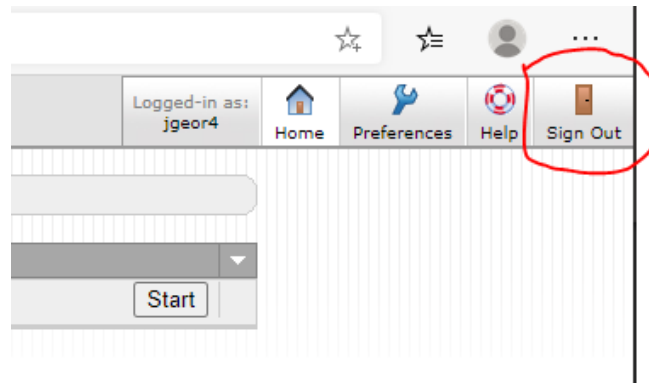 Logged-in as:
jgeor4
Home
Preferences
Help
Sign Out
Start